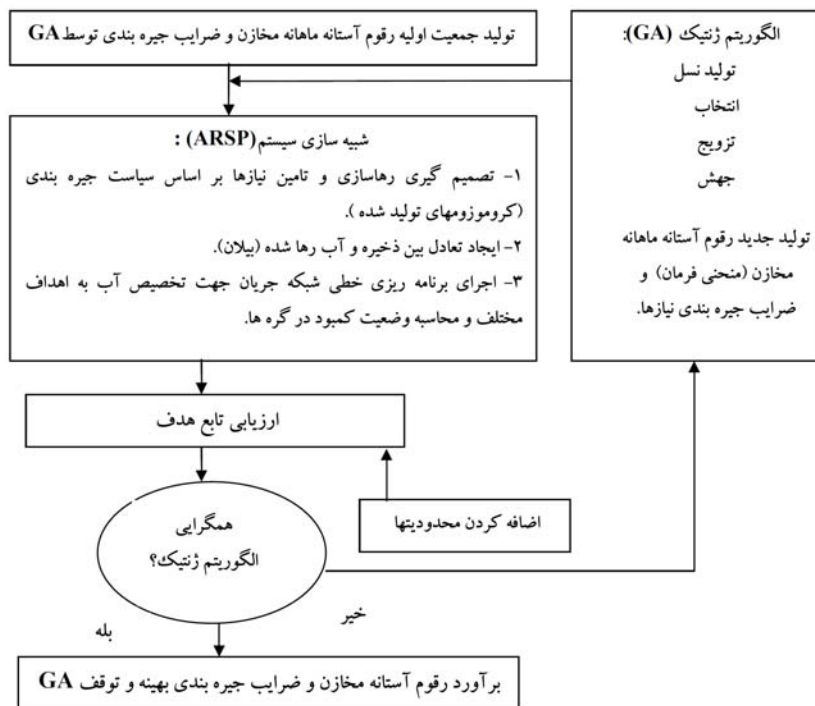 تولید جمعیت اولیه رقوم آستانه ماهانه مخازن و ضرایب جیره بندی توسط GA
الگوریتم ژنتیک (GA):
تولید نسل
انتخاب
تزویج
جهش
تولید جدید رقوم آستانه ماهانه
مخازن (منحنی فرمان) و
ضرایب جیره بندی نیازها.
شبیه سازی سیستم (ARSP) :
۱- تصمیم گیری رهاسازی و تامین نیازها بر اساس سیاست جیره بندی
(کروموزومهای تولید شده ).
۲- ایجاد تعادل بین ذخیره و آب رها شده (بیلان).
۳- اجرای برنامه ریزی خطی شبکه جریان جهت تخصیص آب به اهداف
مختلف و محاسبه وضعیت کمبود در گره ها.
ارزیابی تابع هدف
اضافه کردن محدودیتها
همگرایی
الگوریتم ژنتیک؟
خیر
بله
برآورد رقوم آستانه مخازن و ضرایب جیره بندی بهینه و توقف GA